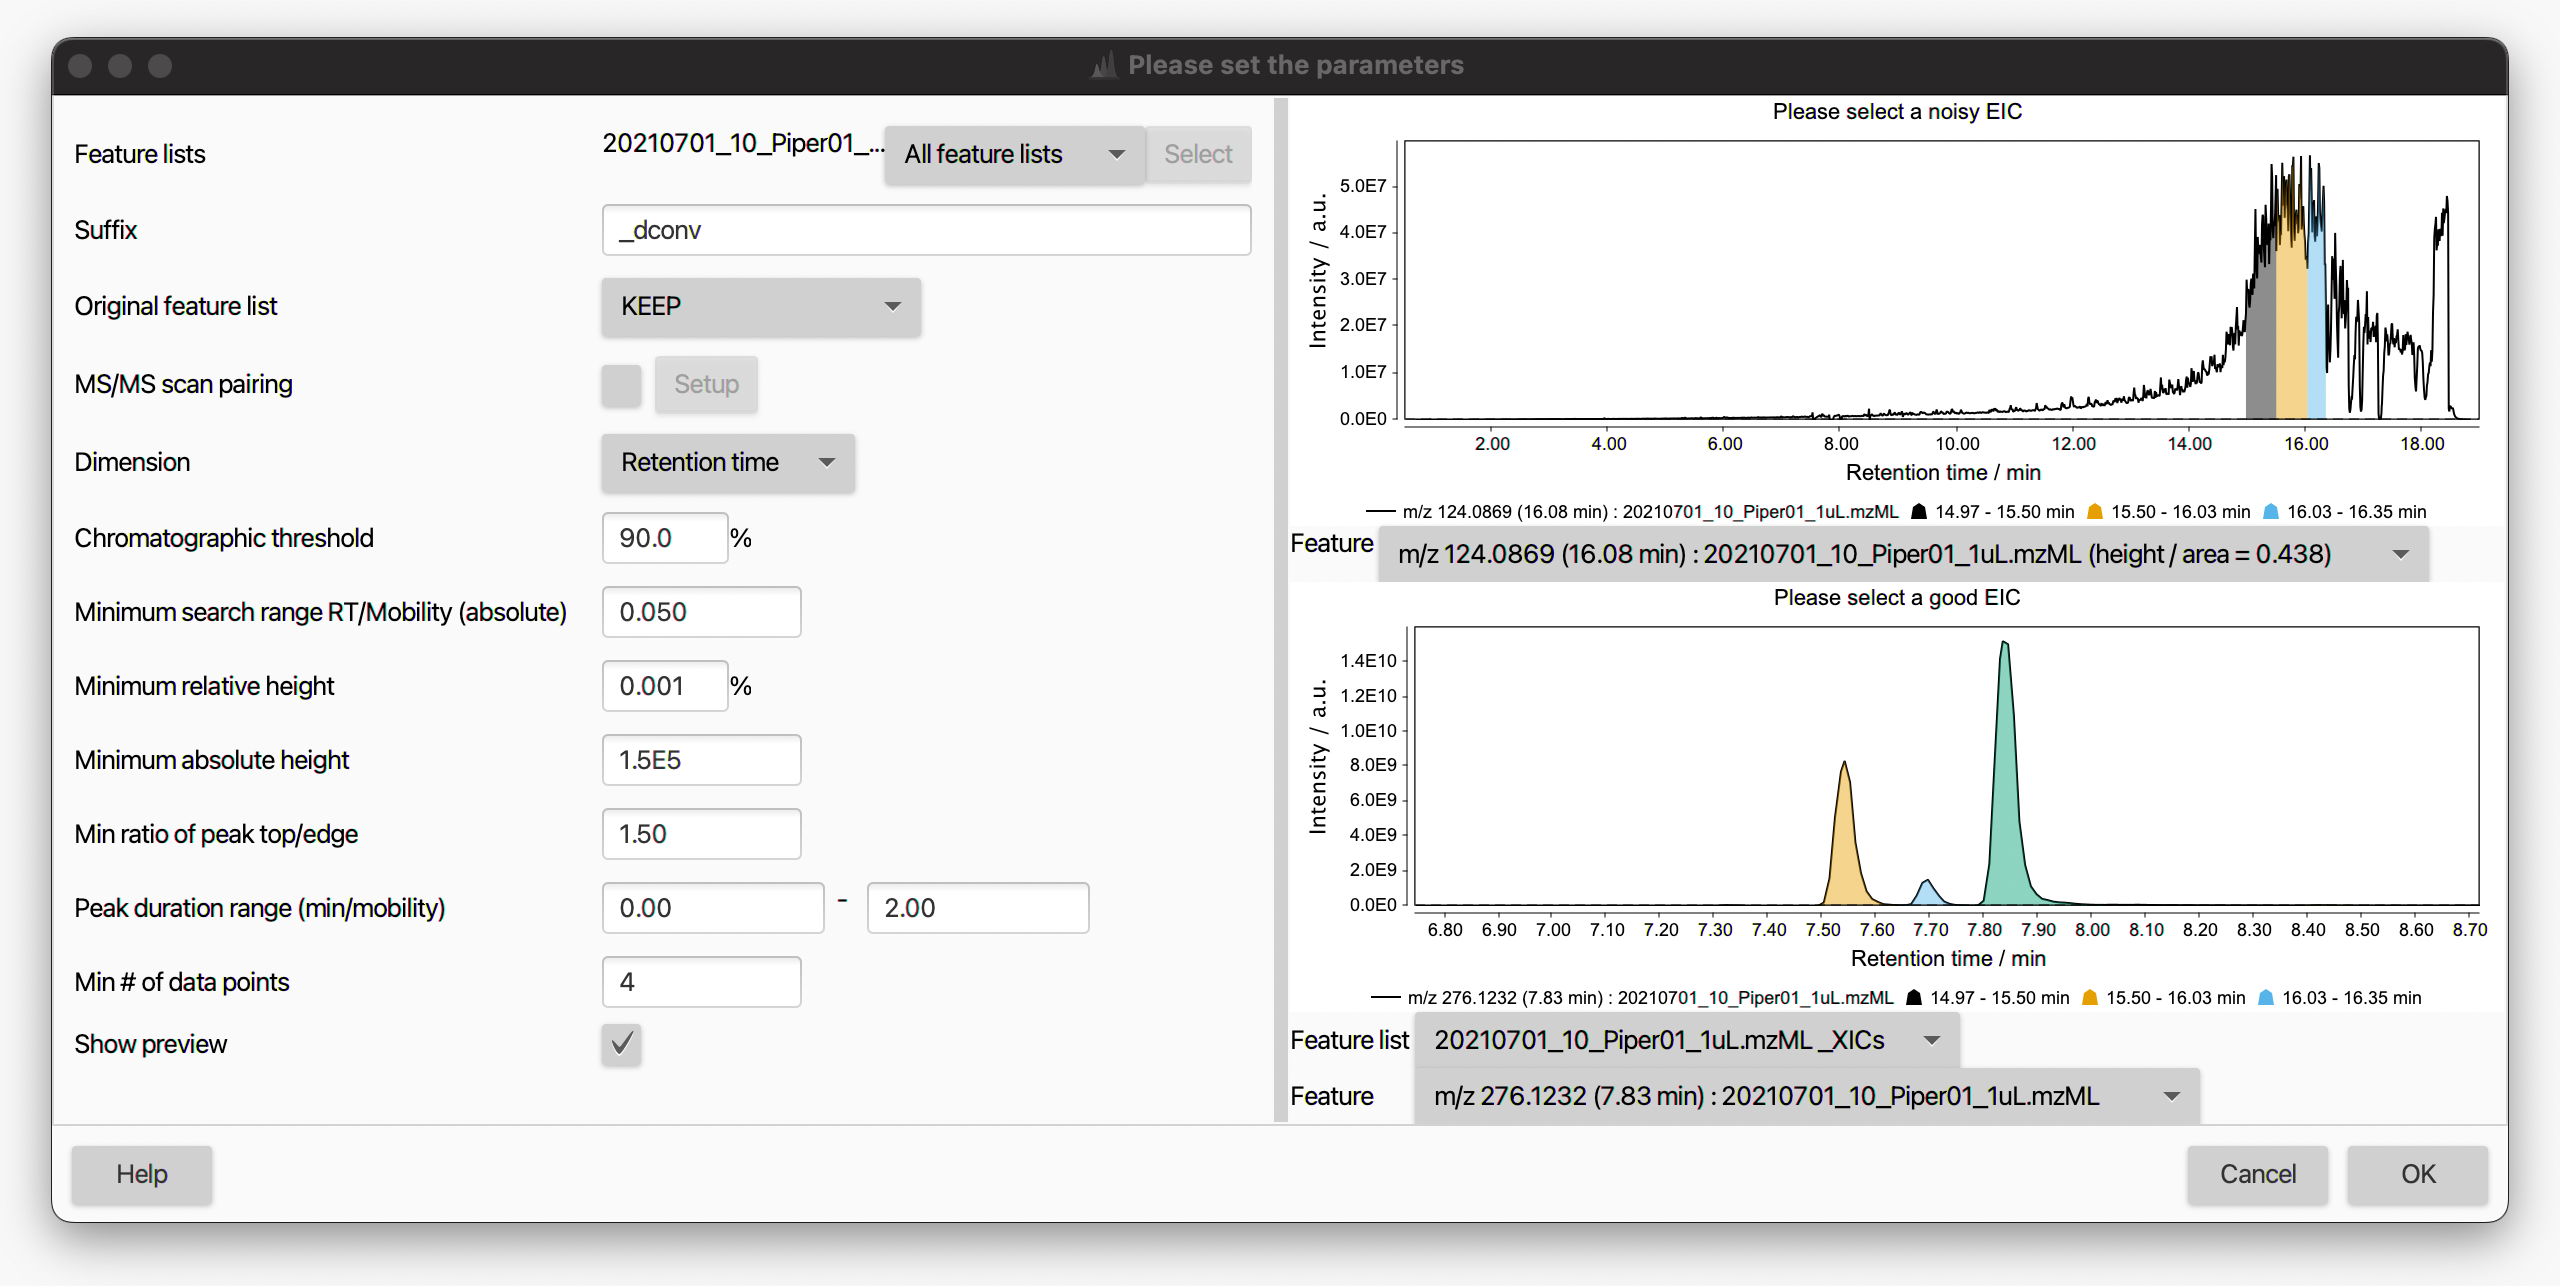 Please set the parameters
Feature lists 20210701_10_Piper01_... All feature lists Select
Suffix _dconv
Original feature list KEEP
MS/MS scan pairing Setup
Dimension Retention time
Chromatographic threshold 90.0 %
Minimum search range RT/Mobility (absolute) 0.050
Minimum relative height 0.001 %
Minimum absolute height 1.5E5
Min ratio of peak top/edge 1.50
Peak duration range (min/mobility) 0.00 - 2.00
Min # of data points 4
Show preview
Please select a noisy EIC
Intensity / a.u.
5.0E7
4.0E7
3.0E7
2.0E7
1.0E7
0.0E0
2.00 4.00 6.00 8.00 10.00 12.00 14.00 16.00 18.00
Retention time / min
m/z 124.0869 (16.08 min) : 20210701_10_Piper01_1uL.mzML 14.97 - 15.50 min 15.50 - 16.03 min 16.03 - 16.35 min
Feature m/z 124.0869 (16.08 min) : 20210701_10_Piper01_1uL.mzML (height / area = 0.438)
Please select a good EIC
Intensity / a.u.
1.4E10
1.2E10
1.0E10
8.0E9
6.0E9
4.0E9
2.0E9
0.0E0
6.80 6.90 7.00 7.10 7.20 7.30 7.40 7.50 7.60 7.70 7.80 7.90 8.00 8.10 8.20 8.30 8.40 8.50 8.60 8.70
Retention time / min
m/z 276.1232 (7.83 min) : 20210701_10_Piper01_1uL.mzML 14.97 - 15.50 min 15.50 - 16.03 min 16.03 - 16.35 min
Feature list 20210701_10_Piper01_1uL.mzML _XICs
Feature m/z 276.1232 (7.83 min) : 20210701_10_Piper01_1uL.mzML
Help Cancel OK